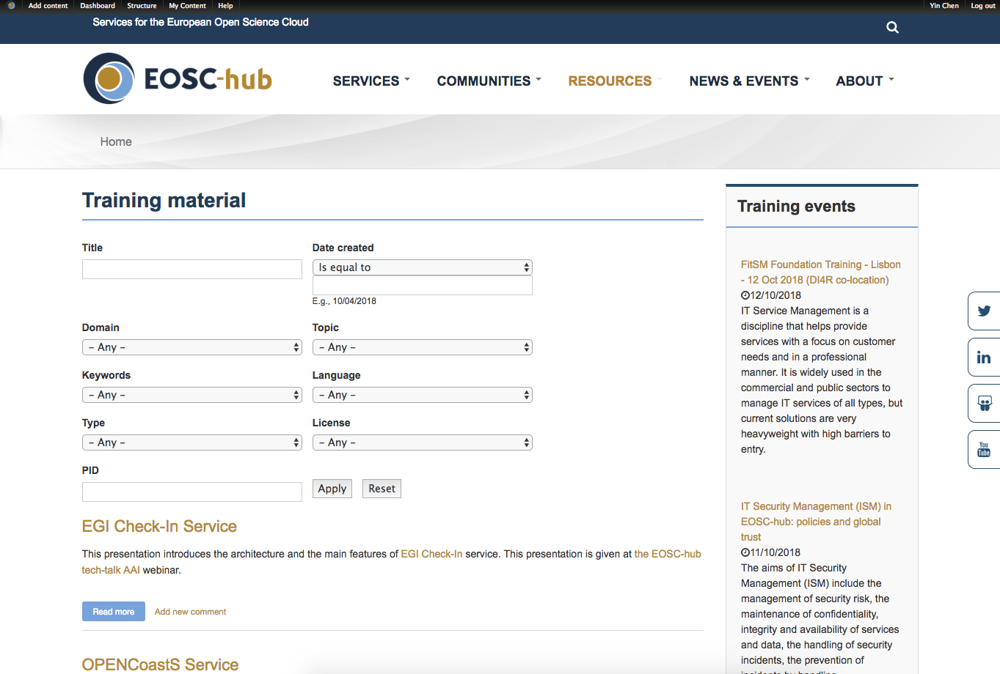 Add content Dashboard Structure My Content Help Yin Chen Log out
Services for the European Open Science Cloud
EOSC-hub
SERVICES COMMUNITIES RESOURCES NEWS & EVENTS ABOUT
Home
Training material
Title
Date created
Is equal to
E.g., 10/04/2018
Domain
Topic
– Any –
– Any –
Keywords
Language
– Any –
– Any –
Type
License
– Any –
– Any –
PID
Apply
Reset
EGI Check-In Service
This presentation introduces the architecture and the main features of EGI Check-In service. This presentation is given at the EOSC-hub
tech-talk AAI webinar.
Read more
Add new comment
OPENCoastS Service
Training events
FitSM Foundation Training - Lisbon
- 12 Oct 2018 (DI4R co-location)
12/10/2018
IT Service Management is a
discipline that helps provide
services with a focus on customer
needs and in a professional
manner. It is widely used in the
commercial and public sectors to
manage IT services of all types, but
current solutions are very
heavyweight with high barriers to
entry.
IT Security Management (ISM) in
EOSC-hub: policies and global
trust
11/10/2018
The aims of IT Security
Management (ISM) include the
management of security risk, the
maintenance of confidentiality,
integrity and availability of services
and data, the handling of security
incidents, the prevention of
incidents by handling
in
You
Tube